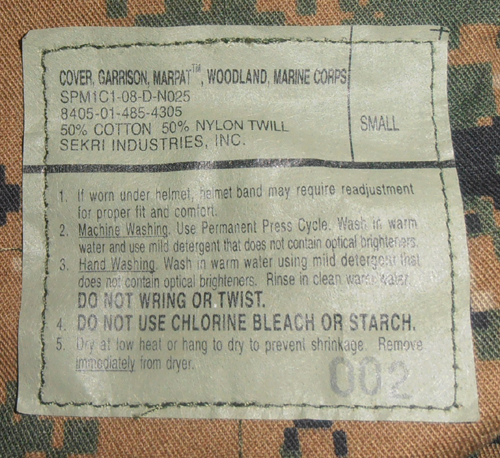 COVER, GARRISON, MARPAT™, WOODLAND, MARINE CORPS
SPM1C1-08-D-N025
8405-01-485-4305
50% COTTON 50% NYLON TWILL
SEKRI INDUSTRIES, INC.
SMALL
1. If worn under helmet, helmet band may require readjustment
for proper fit and comfort.
2. Machine Washing. Use Permanent Press Cycle. Wash in warm
water and use mild detergent that does not contain optical brighteners.
3. Hand Washing. Wash in warm water using mild detergent that
does not contain optical brighteners. Rinse in clean warm water.
DO NOT WRING OR TWIST.
4. DO NOT USE CHLORINE BLEACH OR STARCH.
5. Dry at low heat or hang to dry to prevent shrinkage. Remove
immediately from dryer.
002